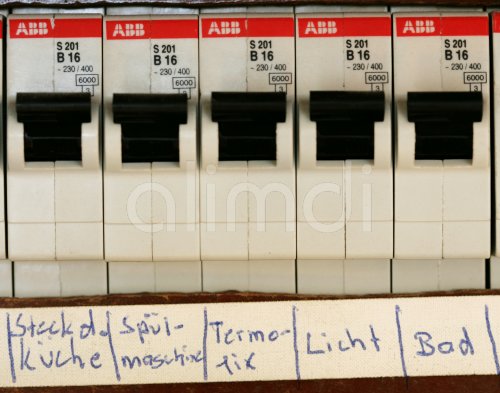 ABB ABB ABB ABB ABB
S 201 S 201 S 201 S 201 S 201
B 16 B 16 B 16 B 16 B 16
~ 230 / 400 ~ 230 / 400 ~ 230 / 400 ~ 230 / 400 ~ 230 / 400
6000 6000 6000 6000 6000
3 3 3 3 3
alimdi
Steckd. Spül- Termo- Licht Bad
Küche maschine fix